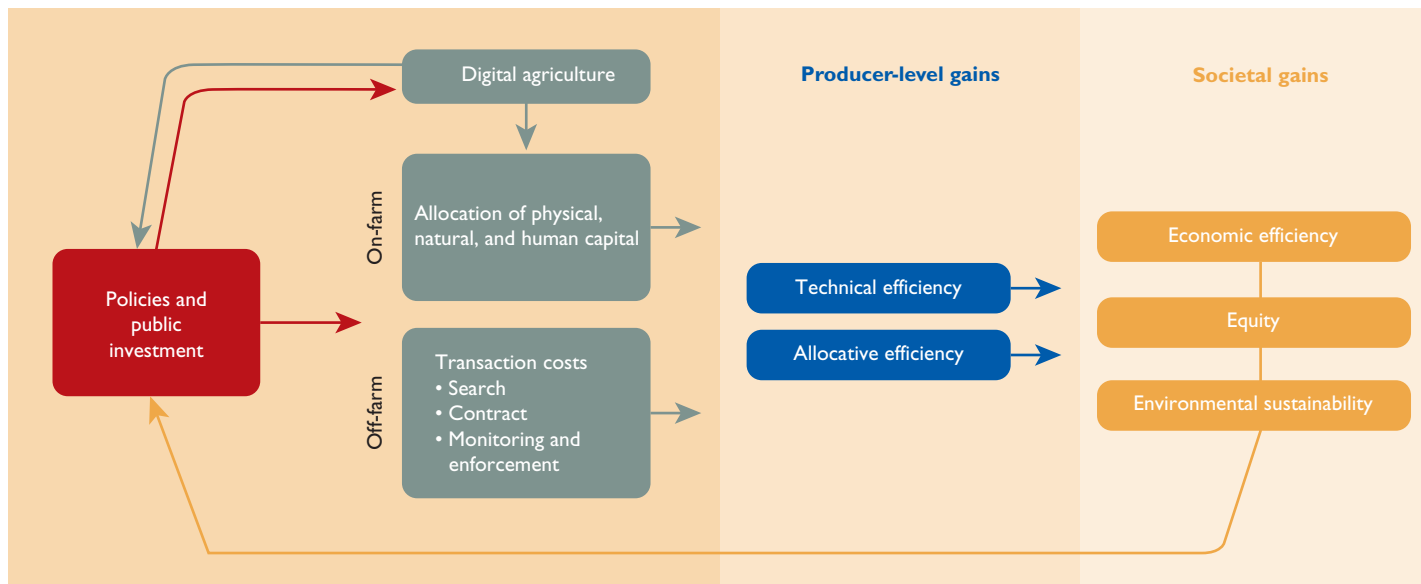 Digital agriculture
Producer-level gains
Societal gains
On-farm
Allocation of physical,
natural, and human capital
Economic efficiency
Policies and
public
investment
Technical efficiency
Equity
Allocative efficiency
Off-farm
Transaction costs
• Search
• Contract
• Monitoring and
enforcement
Environmental sustainability